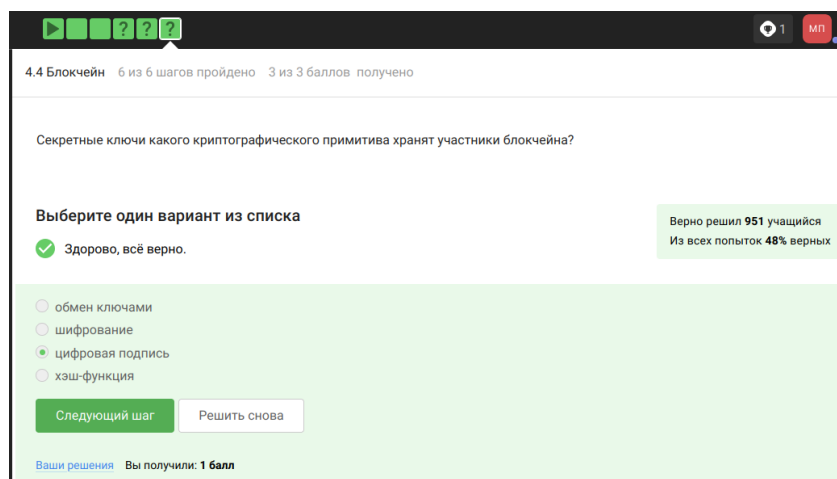 ? ? ?
1
МП
4.4 Блокчейн 6 из 6 шагов пройдено 3 из 3 баллов получено
Секретные ключи какого криптографического примитива хранят участники блокчейна?
Выберите один вариант из списка
Верно решил 951 учащийся
Из всех попыток 48% верных
Здорово, всё верно.
обмен ключами
шифрование
цифровая подпись
хэш-функция
Следующий шаг Решить снова
Ваши решения Вы получили: 1 балл